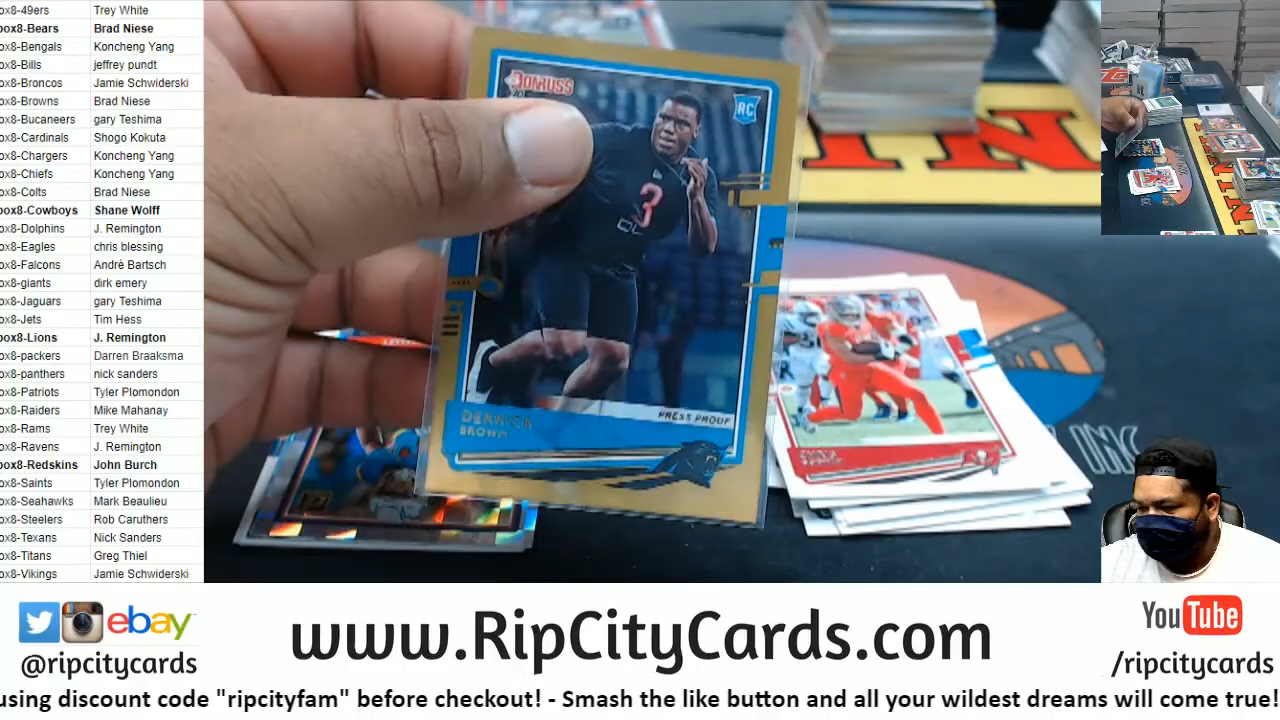 ox8-49ers Trey White
box8-Bears Brad Niese
ox8-Bengals Koncheng Yang
ox8-Bills jeffrey pundt
ox8-Broncos Jamie Schwiderski
ox8-Browns Brad Niese
ox8-Bucaneers gary Teshima
ox8-Cardinals Shogo Kokuta
ox8-Chargers Koncheng Yang
ox8-Chiefs Koncheng Yang
ox8-Colts Brad Niese
box8-Cowboys Shane Wolff
ox8-Dolphins J. Remington
ox8-Eagles chris blessing
ox8-Falcons Andrè Bartsch
ox8-giants dirk emery
ox8-Jaguars gary Teshima
ox8-Jets Tim Hess
box8-Lions J. Remington
ox8-packers Darren Braaksma
ox8-panthers nick sanders
ox8-Patriots Tyler Plomondon
ox8-Raiders Mike Mahanay
ox8-Rams Trey White
ox8-Ravens J. Remington
box8-Redskins John Burch
ox8-Saints Tyler Plomondon
ox8-Seahawks Mark Beaulieu
ox8-Steelers Rob Caruthers
ox8-Texans Nick Sanders
ox8-Titans Greg Thiel
ox8-Vikings Jamie Schwiderski
DONRUSS
RC
3
PRESS PROOF
DERRICK
BROWN
ebay
@ripcitycards
www.RipCityCards.com
YouTube
/ripcitycards
using discount code "ripcityfam" before checkout! - Smash the like button and all your wildest dreams will come true!